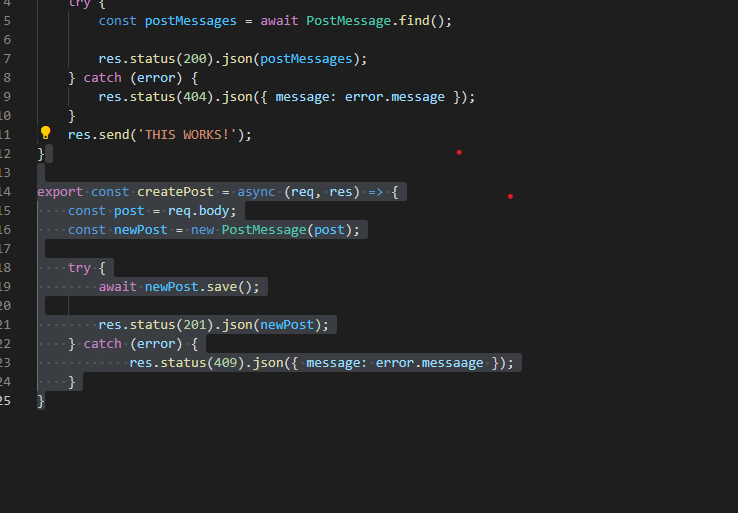 4 try {
5 const postMessages = await PostMessage.find();
6
7 res.status(200).json(postMessages);
8 } catch (error) {
9 res.status(404).json({ message: error.message });
10 }
11 res.send('THIS WORKS!');
12 }
13
14 export const createPost = async (req, res) => {
15 const post = req.body;
16 const newPost = new PostMessage(post);
17
18 try {
19 await newPost.save();
20
21 res.status(201).json(newPost);
22 } catch (error) {
23 res.status(409).json({ message: error.messaage });
24 }
25 }